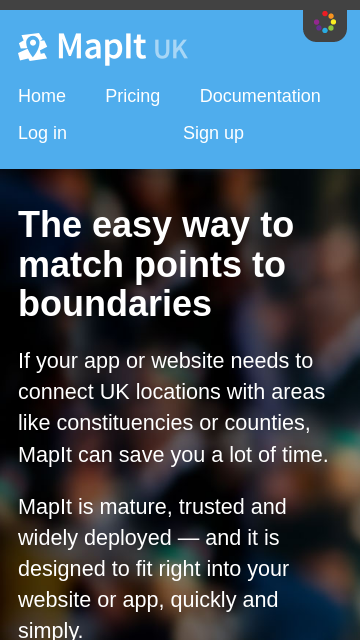 MapIt UK
Home Pricing Documentation
Log in Sign up
The easy way to
match points to
boundaries
If your app or website needs to
connect UK locations with areas
like constituencies or counties,
MapIt can save you a lot of time.
MapIt is mature, trusted and
widely deployed — and it is
designed to fit right into your
website or app, quickly and
simply.